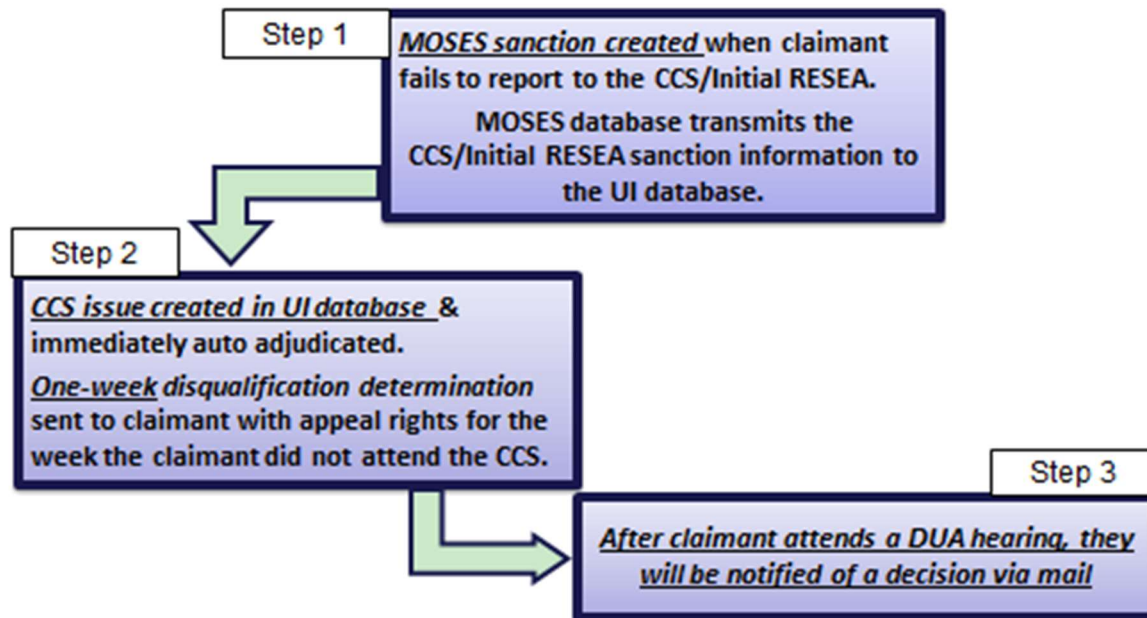 Step 1
MOSES sanction created when claimant
fails to report to the CCS/Initial RESEA.
MOSES database transmits the
CCS/Initial RESEA sanction information to
the UI database.
Step 2
CCS issue created in UI database &
immediately auto adjudicated.
One-week disqualification determination
sent to claimant with appeal rights for the
week the claimant did not attend the CCS.
Step 3
After claimant attends a DUA hearing, they
will be notified of a decision via mail